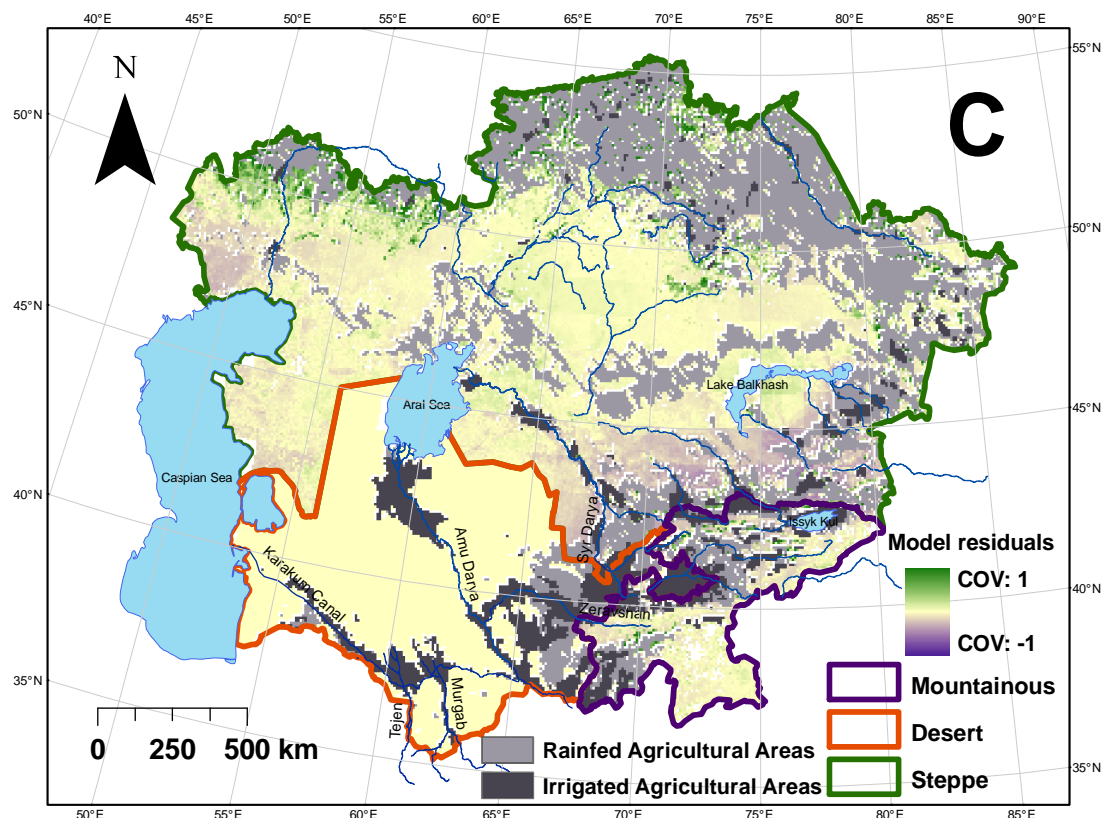 40°E 45°E 50°E 55°E 60°E 65°E 70°E 75°E 80°E 85°E 90°E
N
C
55°N
50°N
50°N
45°N
45°N
40°N
40°N
35°N
35°N
Lake Balkhash
Aral Sea
Caspian Sea
Issyk Kul
Syr Darya
Amu Darya
Zeravshan
Karakum Canal
Tejen
Murgab
Model residuals
COV: 1
COV: -1
Mountainous
Desert
Steppe
Rainfed Agricultural Areas
Irrigated Agricultural Areas
0 250 500 km
50°E 55°E 60°E 65°E 70°E 75°E 80°E 85°E